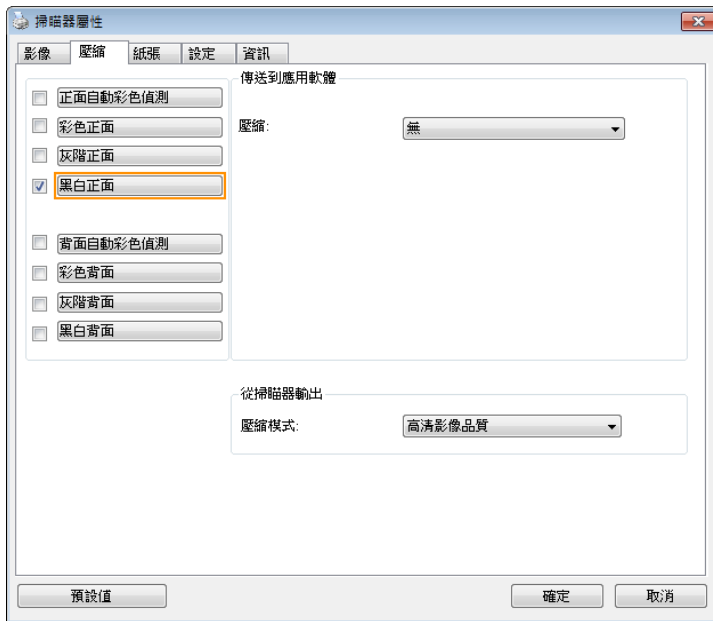 掃瞄器屬性
影像 壓縮 紙張 設定 資訊
正面自動彩色偵測
彩色正面
灰階正面
黑白正面
背面自動彩色偵測
彩色背面
灰階背面
黑白背面
傳送到應用軟體
壓縮: 無
從掃瞄器輸出
壓縮模式: 高清影像品質
預設值 確定 取消